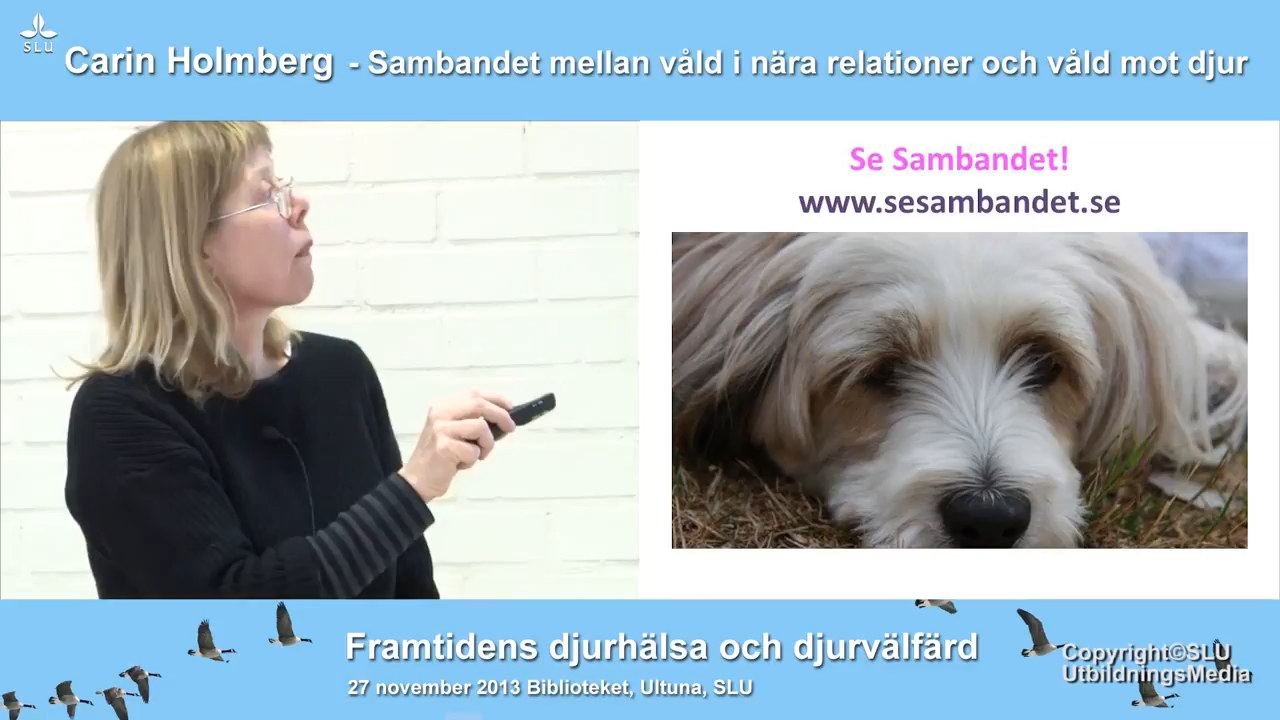 SLU
Carin Holmberg - Sambandet mellan våld i nära relationer och våld mot djur
Se Sambandet!
www.sesambandet.se
Framtidens djurhälsa och djurvälfärd
27 november 2013 Biblioteket, Ultuna, SLU
Copyright©SLU
UtbildningsMedia